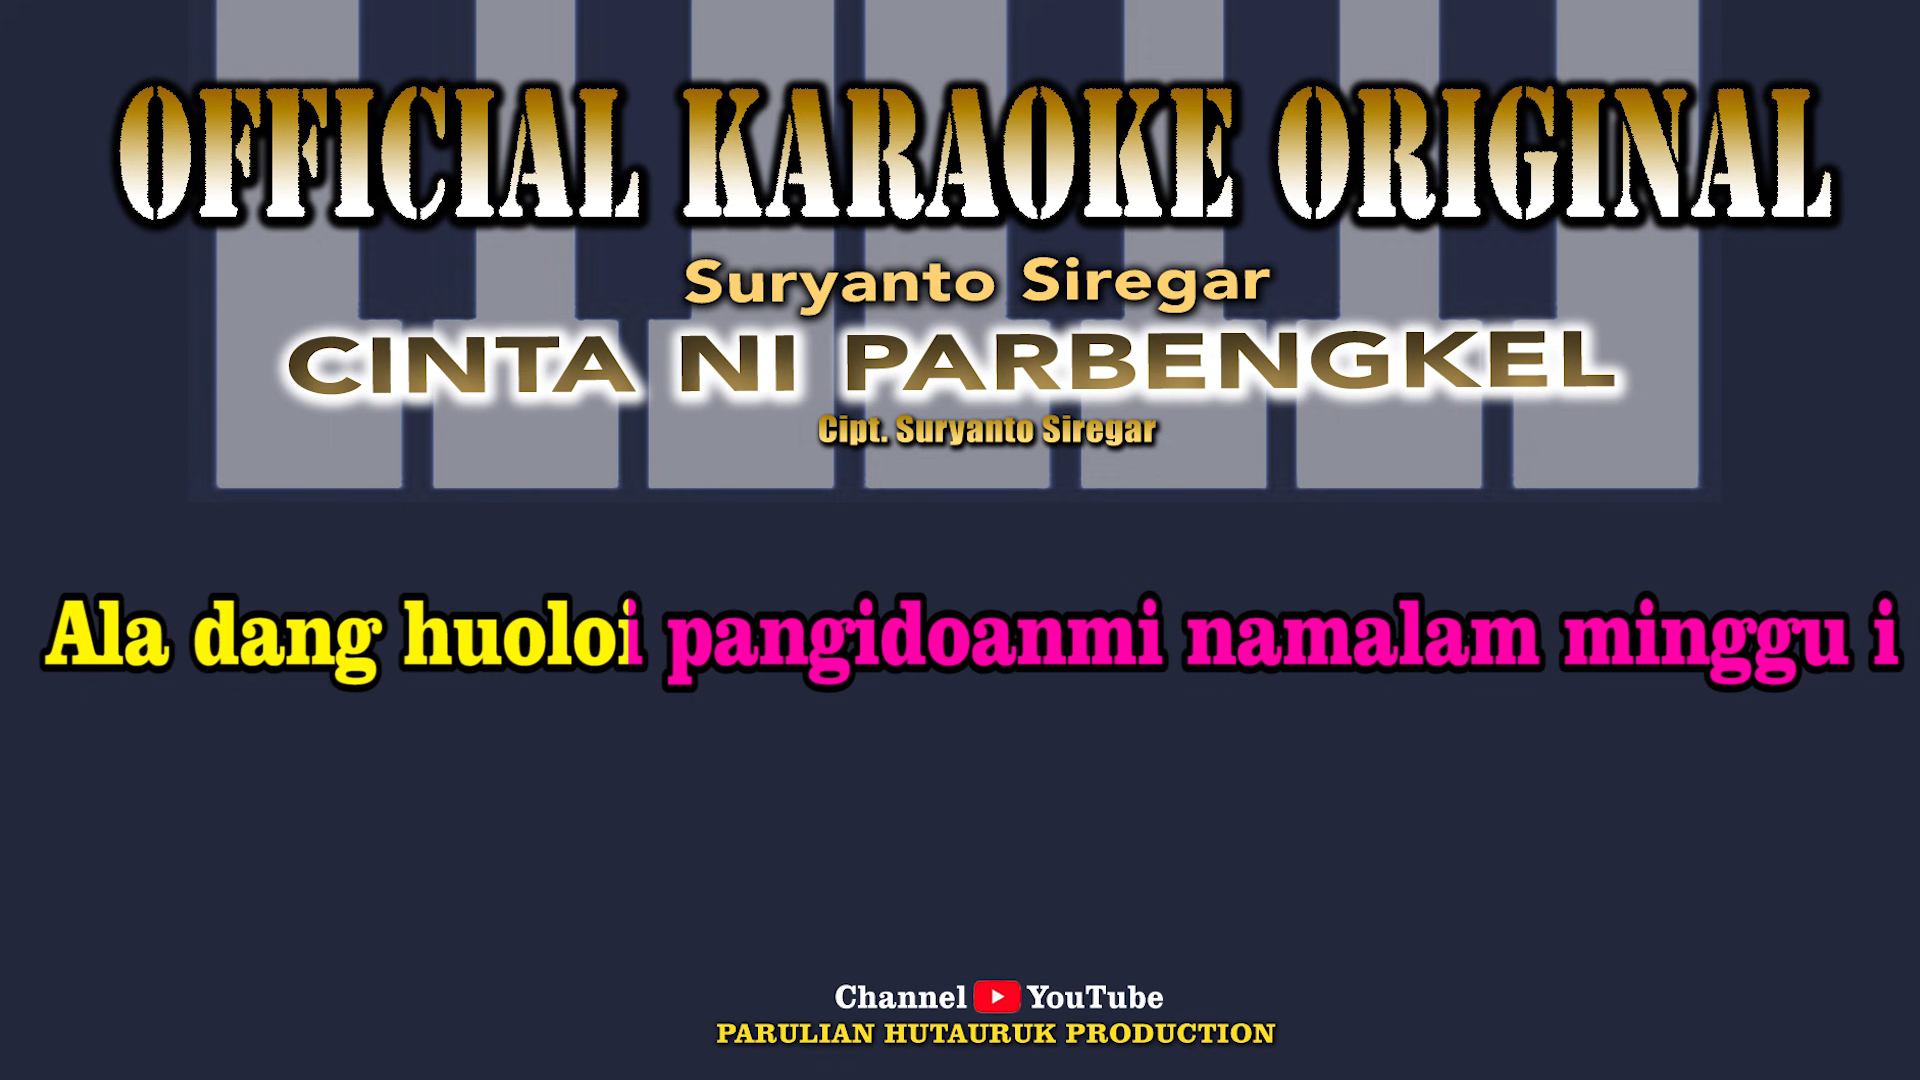 OFFICIAL KARAOKE ORIGINAL
Suryanto Siregar
CINTA NI PARBENGKEL
Cipt. Suryanto Siregar
Ala dang huoloi pangidoanmi namalam minggu i
Channel YouTube
PARULIAN HUTAURUK PRODUCTION